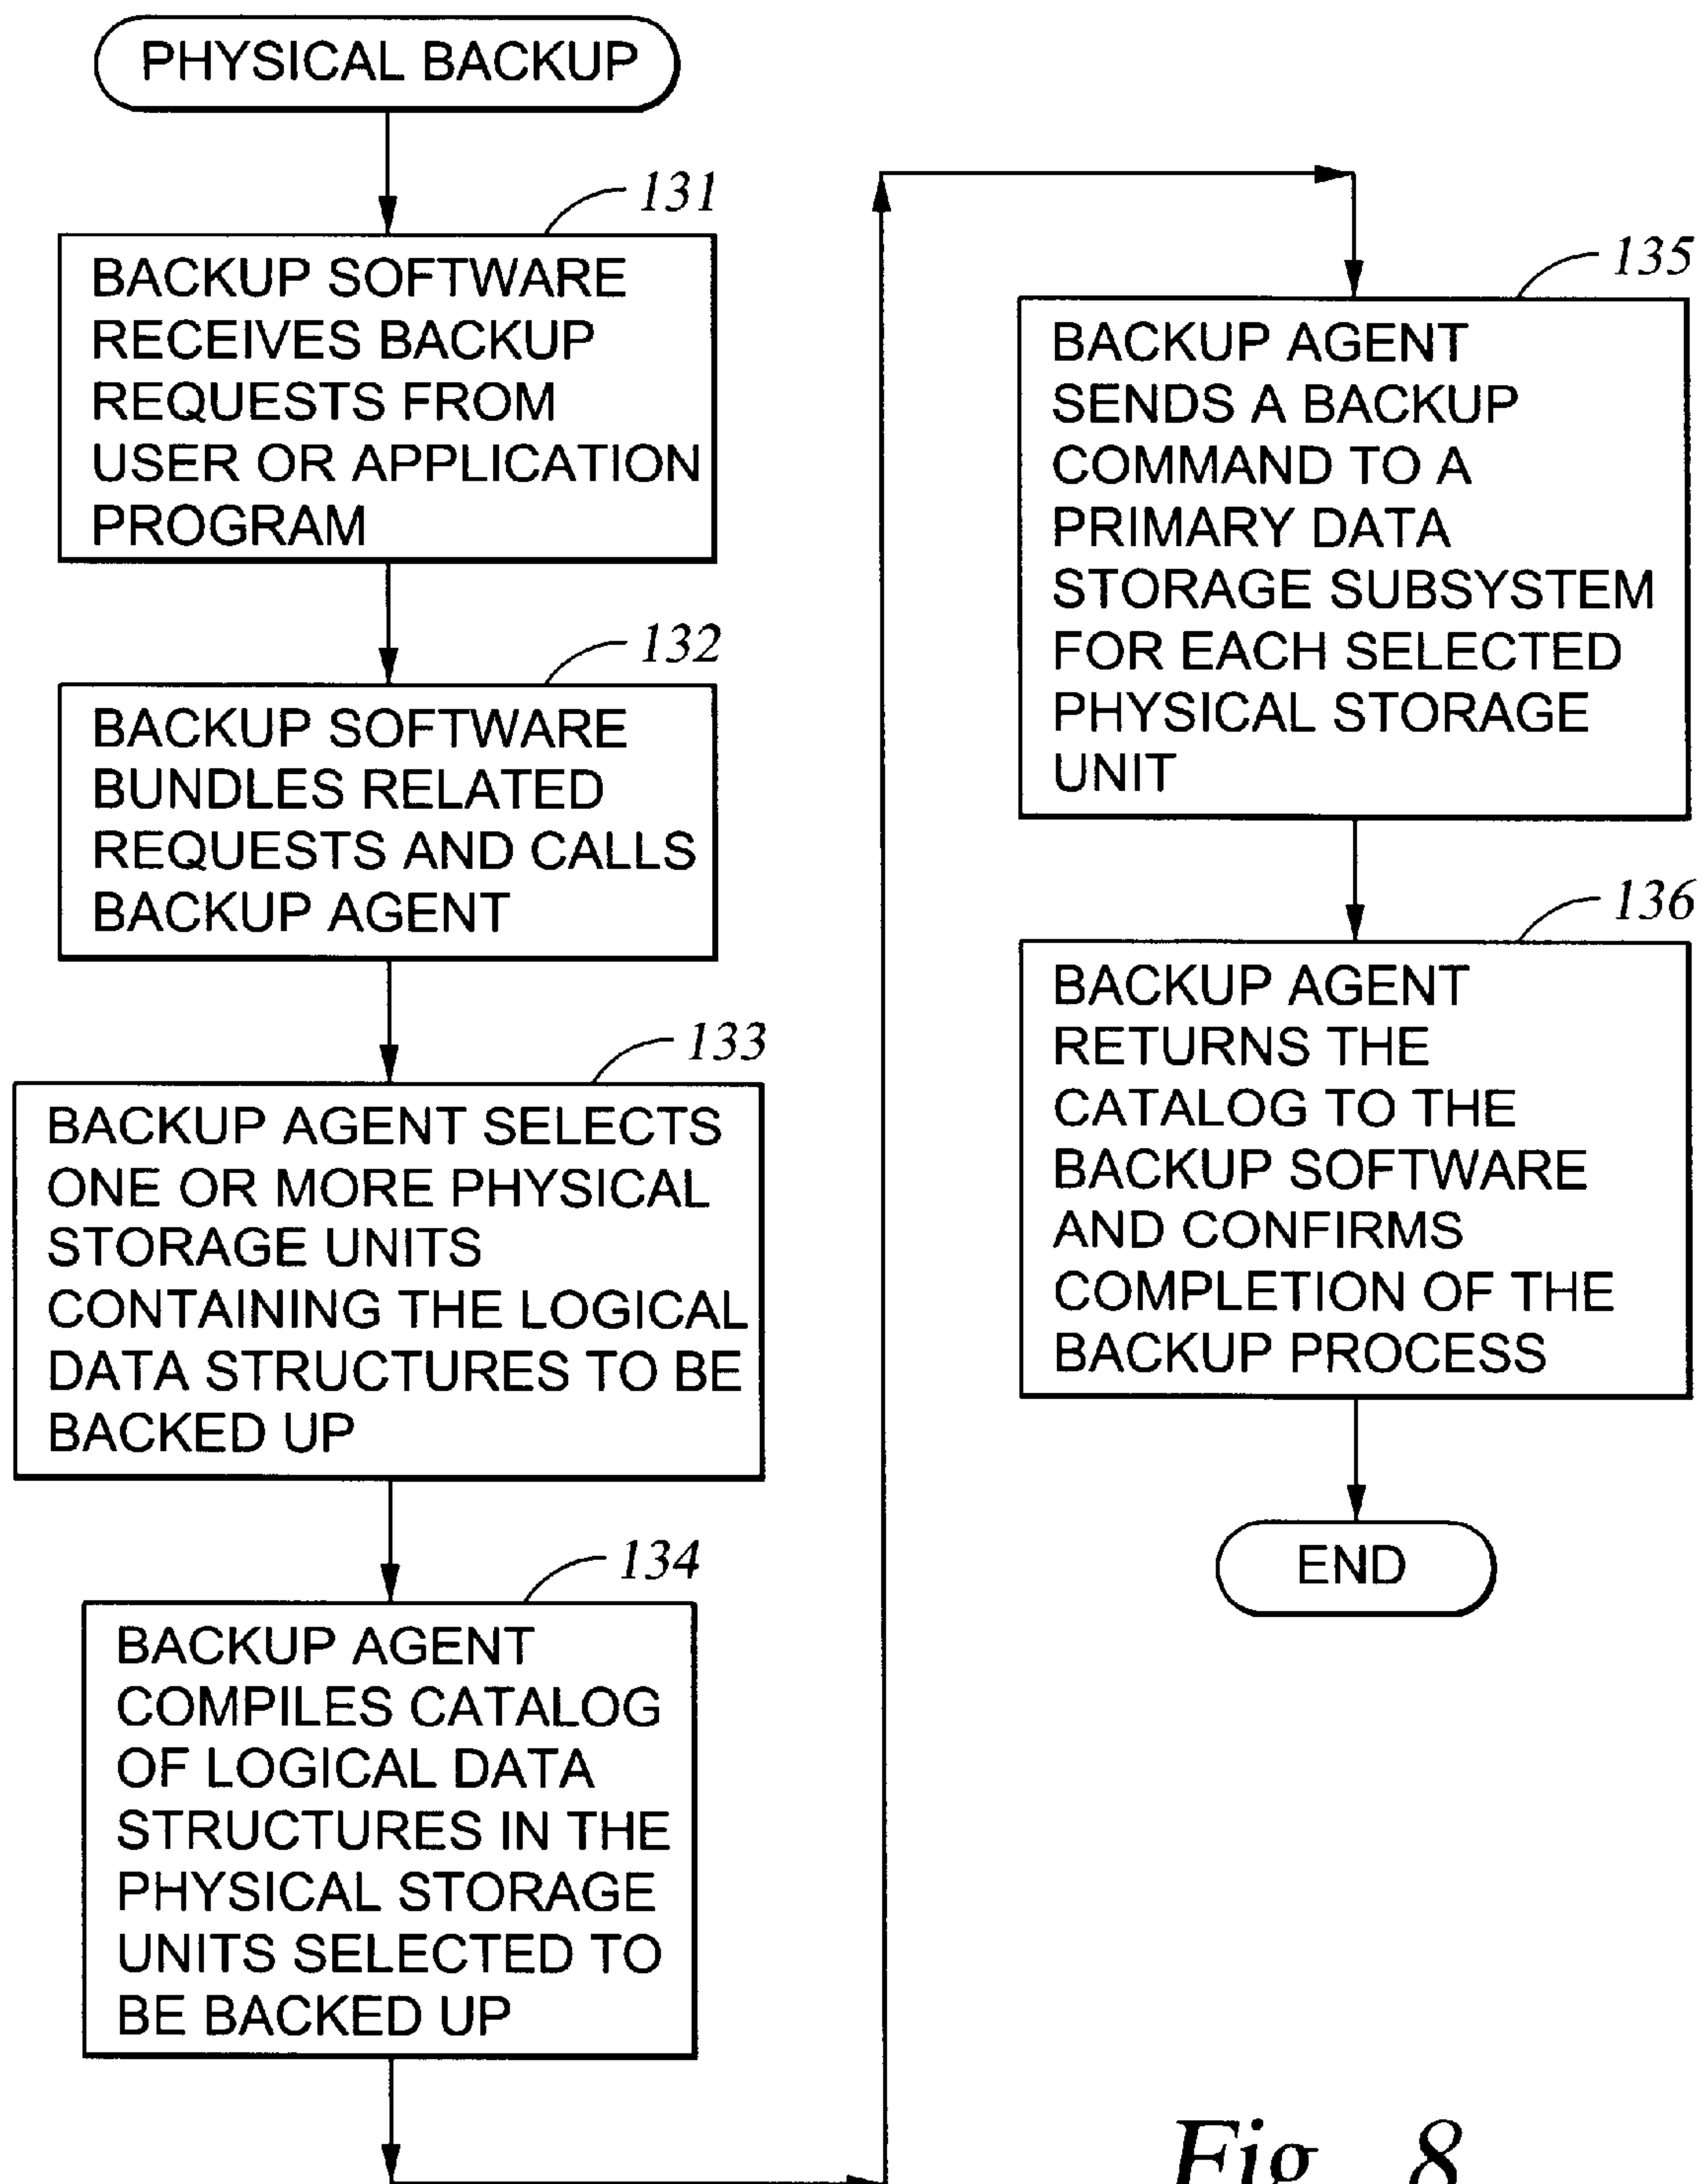 PHYSICAL BACKUP
131
BACKUP SOFTWARE
RECEIVES BACKUP
REQUESTS FROM
USER OR APPLICATION
PROGRAM
132
BACKUP SOFTWARE
BUNDLES RELATED
REQUESTS AND CALLS
BACKUP AGENT
133
BACKUP AGENT SELECTS
ONE OR MORE PHYSICAL
STORAGE UNITS
CONTAINING THE LOGICAL
DATA STRUCTURES TO BE
BACKED UP
134
BACKUP AGENT
COMPILES CATALOG
OF LOGICAL DATA
STRUCTURES IN THE
PHYSICAL STORAGE
UNITS SELECTED TO
BE BACKED UP
135
BACKUP AGENT
SENDS A BACKUP
COMMAND TO A
PRIMARY DATA
STORAGE SUBSYSTEM
FOR EACH SELECTED
PHYSICAL STORAGE
UNIT
136
BACKUP AGENT
RETURNS THE
CATALOG TO THE
BACKUP SOFTWARE
AND CONFIRMS
COMPLETION OF THE
BACKUP PROCESS
END
Fig. 8